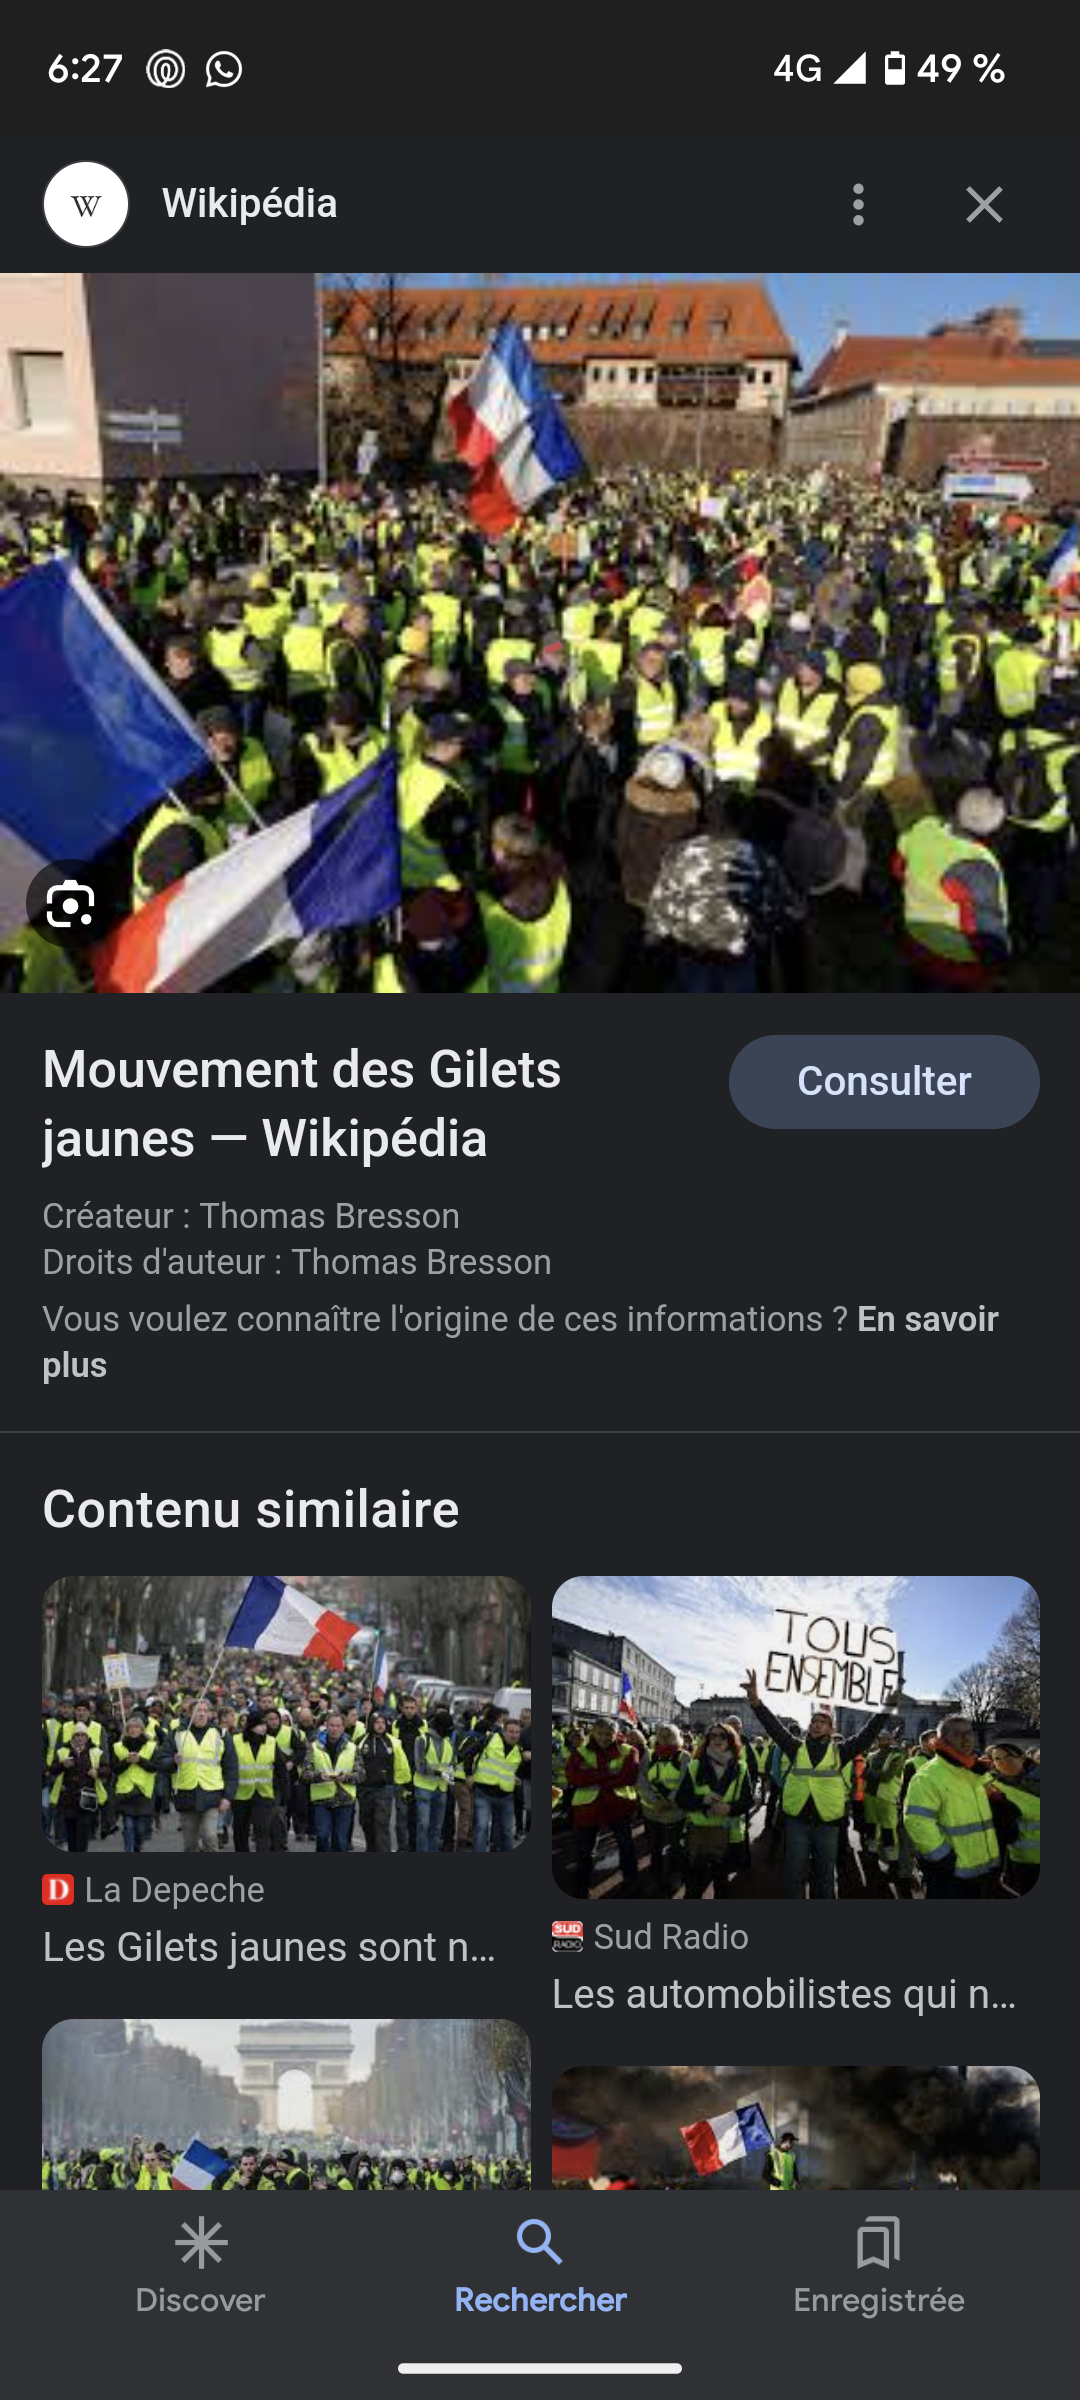 6:27
4G 49 %
W Wikipédia
Mouvement des Gilets
jaunes — Wikipédia
Consulter
Créateur : Thomas Bresson
Droits d'auteur : Thomas Bresson
Vous voulez connaître l'origine de ces informations ? En savoir
plus
Contenu similaire
TOUS
ENSEMBLE
D La Depeche
Les Gilets jaunes sont n...
SUD RADIO Sud Radio
Les automobilistes qui n...
Discover
Rechercher
Enregistrée